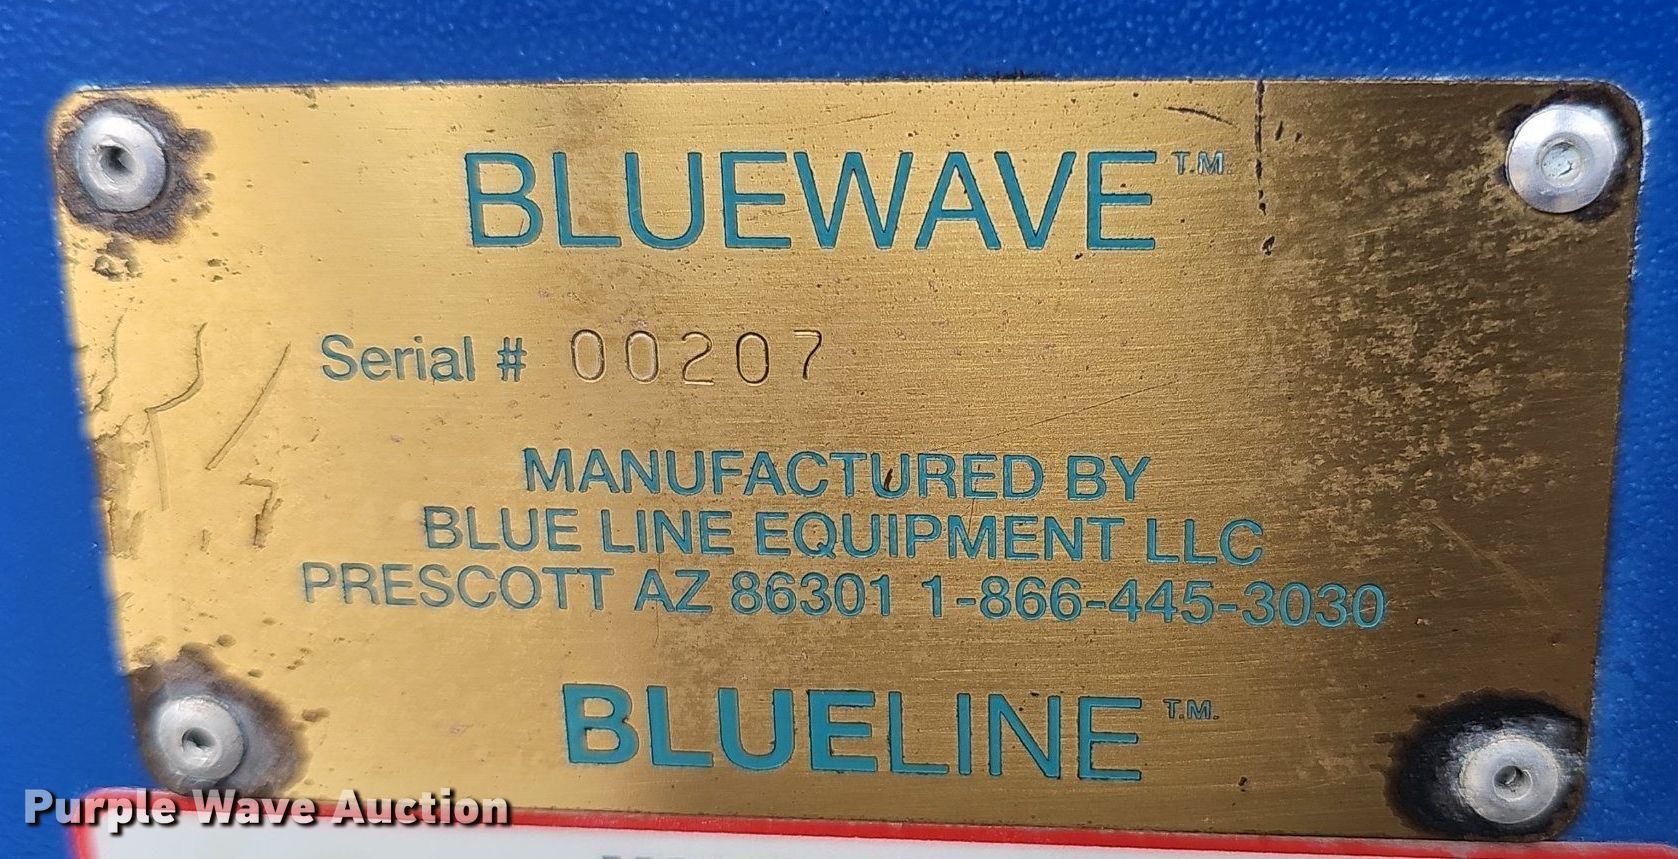 BLUEWAVE T.M.
Serial # 00207
MANUFACTURED BY
BLUE LINE EQUIPMENT LLC
PRESCOTT AZ 86301 1-866-445-3030
BLUELINE T.M.
Purple Wave Auction